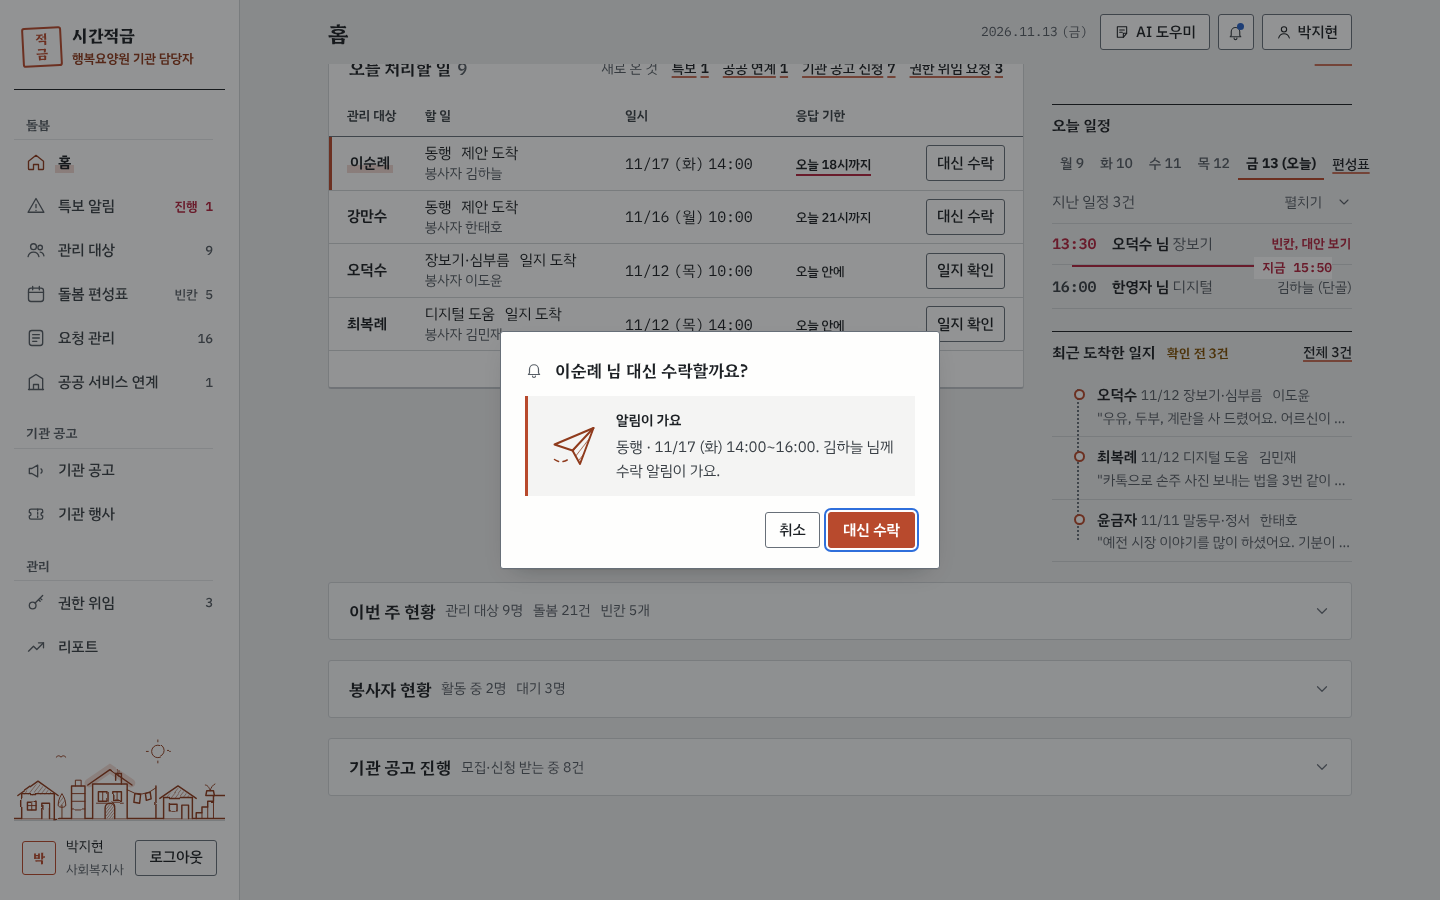 적금
시간적금
행복요양원 기관 담당자
돌봄
홈
특보 알림 진행 1
관리 대상 9
돌봄 편성표 빈칸 5
요청 관리 16
공공 서비스 연계 1
기관 공고
기관 공고
기관 행사
관리
권한 위임 3
리포트
박 박지현
사회복지사
로그아웃
홈
2026.11.13 (금)
AI 도우미
박지현
오늘 처리할 일 9
새로 온 것 특보 1 공공 연계 1 기관 공고 신청 7 권한 위임 요청 3
관리 대상 할 일 일시 응답 기한
이순례 동행 제안 도착 11/17 (화) 14:00 오늘 18시까지 대신 수락
봉사자 김하늘
강만수 동행 제안 도착 11/16 (월) 10:00 오늘 21시까지 대신 수락
봉사자 한태호
오덕수 장보기·심부름 일지 도착 11/12 (목) 10:00 오늘 안에 일지 확인
봉사자 이도윤
최복례 디지털 도움 일지 도착 11/12 (목) 14:00 오늘 안에 일지 확인
봉사자 김민재
이순례 님 대신 수락할까요?
알림이 가요
동행 · 11/17 (화) 14:00~16:00. 김하늘 님께
수락 알림이 가요.
취소 대신 수락
오늘 일정
월 9 화 10 수 11 목 12 금 13 (오늘) 편성표
지난 일정 3건 펼치기
13:30 오덕수 님 장보기 빈칸, 대안 보기
지금 15:50
16:00 한영자 님 디지털 김하늘 (단골)
최근 도착한 일지 확인 전 3건 전체 3건
오덕수 11/12 장보기·심부름 이도윤
"우유, 두부, 계란을 사 드렸어요. 어르신이 ...
최복례 11/12 디지털 도움 김민재
"카톡으로 손주 사진 보내는 법을 3번 같이 ...
윤금자 11/11 말동무·정서 한태호
"예전 시장 이야기를 많이 하셨어요. 기분이 ...
이번 주 현황 관리 대상 9명 돌봄 21건 빈칸 5개
봉사자 현황 활동 중 2명 대기 3명
기관 공고 진행 모집·신청 받는 중 8건